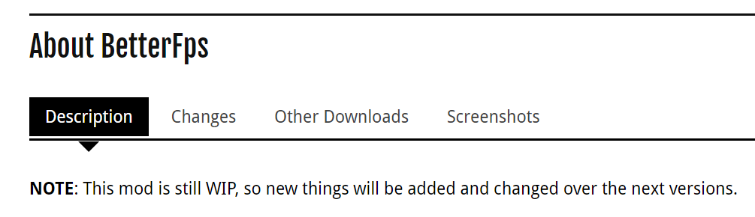 About BetterFps
Description Changes Other Downloads Screenshots
NOTE: This mod is still WIP, so new things will be added and changed over the next versions.